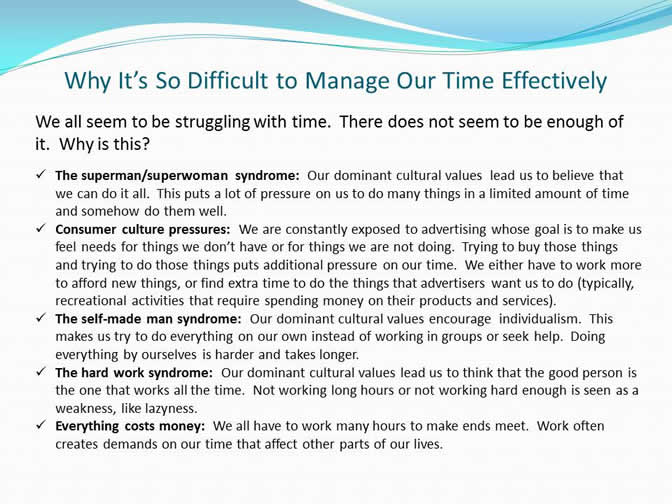 Why It's So Difficult to Manage Our Time Effectively
We all seem to be struggling with time.  There does not seem to be enough of
it.  Why is this?
✓ The superman/superwoman syndrome:  Our dominant cultural values lead us to believe that
we can do it all.  This puts a lot of pressure on us to do many things in a limited amount of time
and somehow do them well.
✓ Consumer culture pressures:  We are constantly exposed to advertising whose goal is to make us
feel needs for things we don't have or for things we are not doing.  Trying to buy those things
and trying to do those things puts additional pressure on our time.  We either have to work more
to afford new things, or find extra time to do the things that advertisers want us to do (typically,
recreational activities that require spending money on their products and services).
✓ The self-made man syndrome:  Our dominant cultural values encourage individualism.  This
makes us try to do everything on our own instead of working in groups or seek help.  Doing
everything by ourselves is harder and takes longer.
✓ The hard work syndrome:  Our dominant cultural values lead us to think that the good person is
the one that works all the time.  Not working long hours or not working hard enough is seen as a
weakness, like lazyness.
✓ Everything costs money:  We all have to work many hours to make ends meet.  Work often
creates demands on our time that affect other parts of our lives.